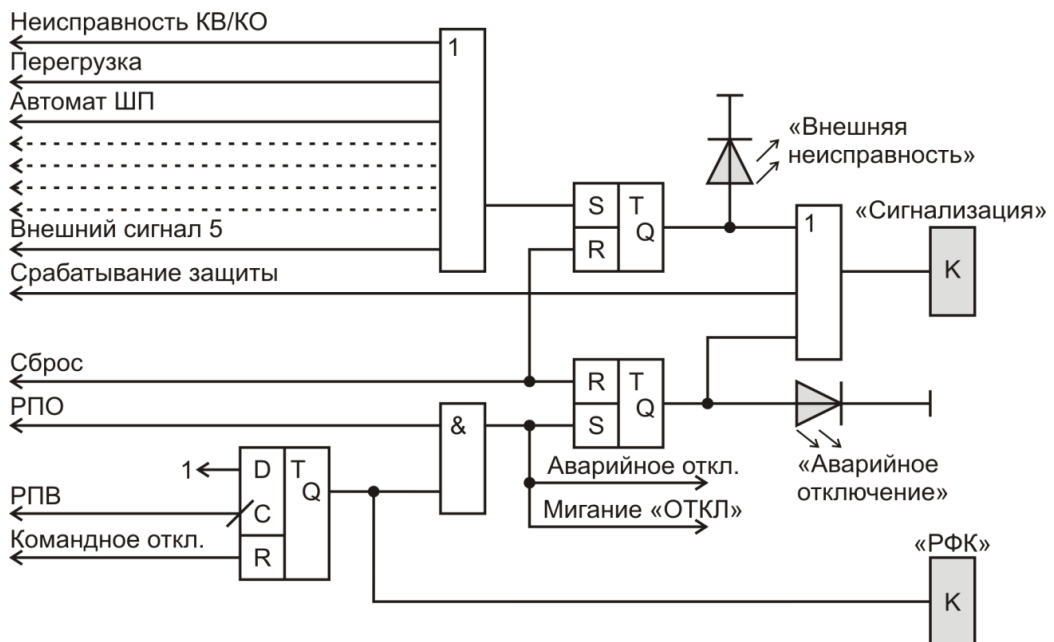 Неисправность КВ/КО
Перегрузка
Автомат ШП
Внешний сигнал 5
Срабатывание защиты
1
S T
Q
R
«Внешняя
неисправность»
1
«Сигнализация»
K
Сброс
РПО
&
R T
Q
S
Аварийное откл.
Мигание «ОТКЛ»
«Аварийное
отключение»
1
D T
Q
C
R
РПВ
Командное откл.
«РФК»
K